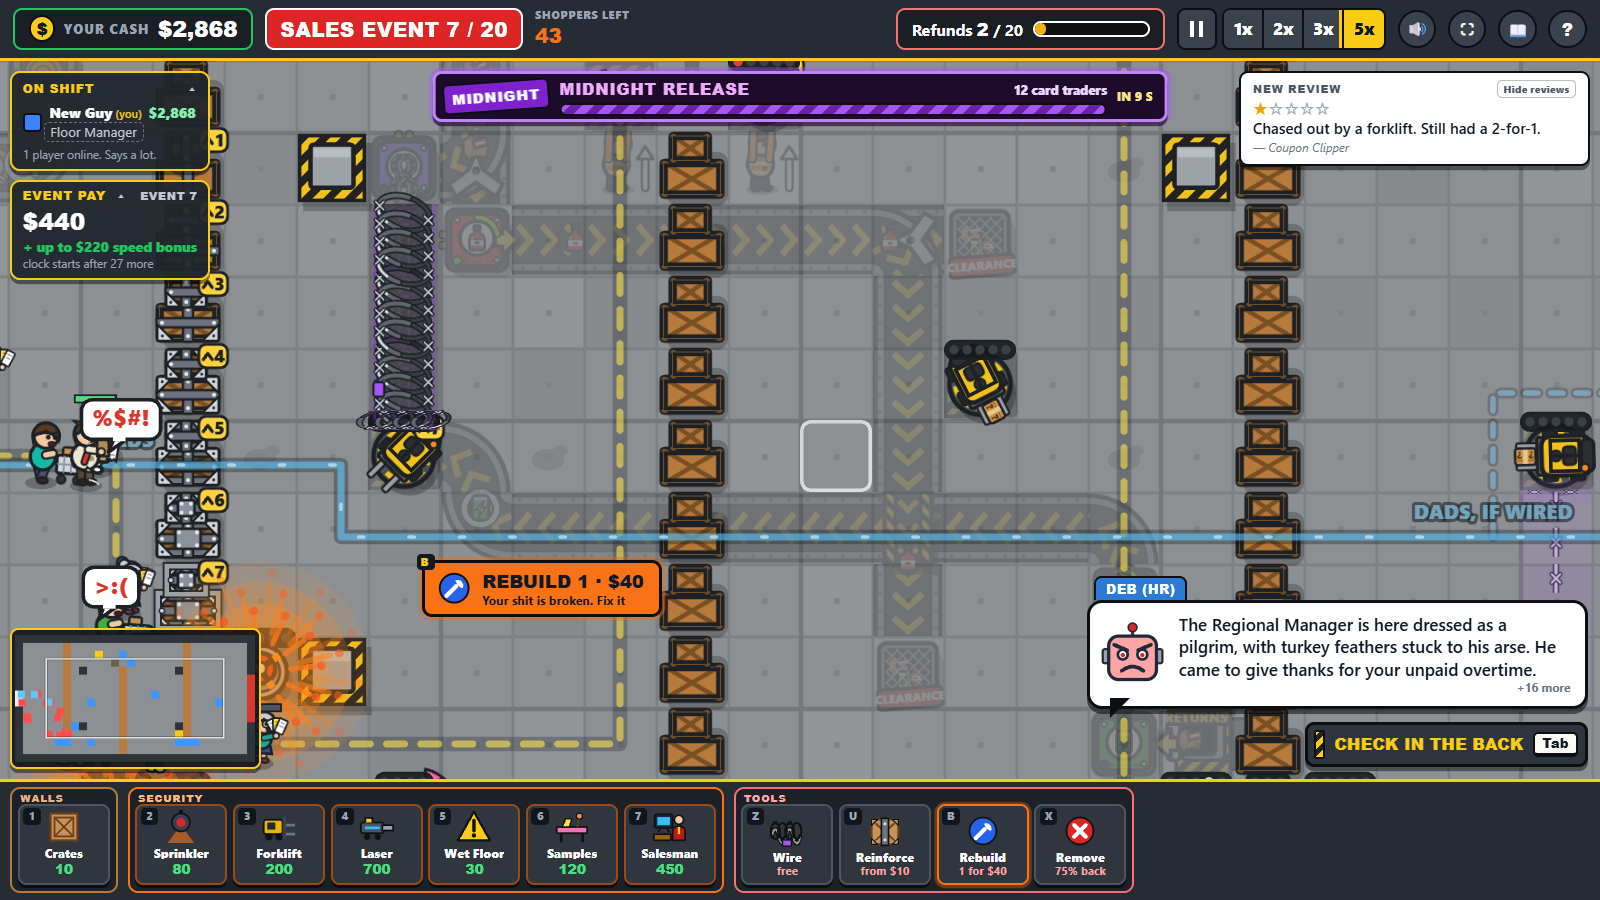 YOUR CASH $2,868
SALES EVENT 7 / 20
SHOPPERS LEFT
43
Refunds 2 / 20
1x 2x 3x 5x
?
ON SHIFT
New Guy (you) $2,868
Floor Manager
1 player online. Says a lot.
EVENT PAY EVENT 7
$440
+ up to $220 speed bonus
clock starts after 27 more
MIDNIGHT
MIDNIGHT RELEASE
12 card traders
IN 9 S
NEW REVIEW
Hide reviews
Chased out by a forklift. Still had a 2-for-1.
— Coupon Clipper
^1
^2
^3
^4
^5
^6
^7
%$#!
>:(
CLEARANCE
DADS, IF WIRED
B
REBUILD 1 · $40
Your shit is broken. Fix it
DEB (HR)
The Regional Manager is here dressed as a
pilgrim, with turkey feathers stuck to his arse. He
came to give thanks for your unpaid overtime.
+16 more
CLEARANCE
RETURNS
CHECK IN THE BACK Tab
WALLS
1
Crates
10
SECURITY
2
Sprinkler
80
3
Forklift
200
4
Laser
700
5
Wet Floor
30
6
Samples
120
7
Salesman
450
TOOLS
Z
Wire
free
U
Reinforce
from $10
B
Rebuild
1 for $40
X
Remove
75% back